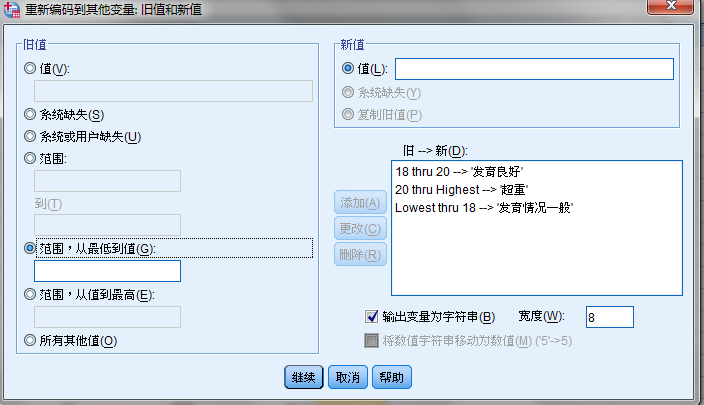 重新编码到其他变量: 旧值和新值
旧值
值(V):
系统缺失(S)
系统或用户缺失(U)
范围:
到(T)
范围，从最低到值(G):
范围，从值到最高(E):
所有其他值(O)
新值
值(L):
系统缺失(Y)
复制旧值(P)
旧 --> 新(D):
18 thru 20 --> '发育良好'
20 thru Highest --> '超重'
Lowest thru 18 --> '发育情况一般'
添加(A)
更改(C)
删除(R)
输出变量为字符串(B) 宽度(W): 8
将数值字符串移动为数值(M) ('5'->5)
继续 取消 帮助